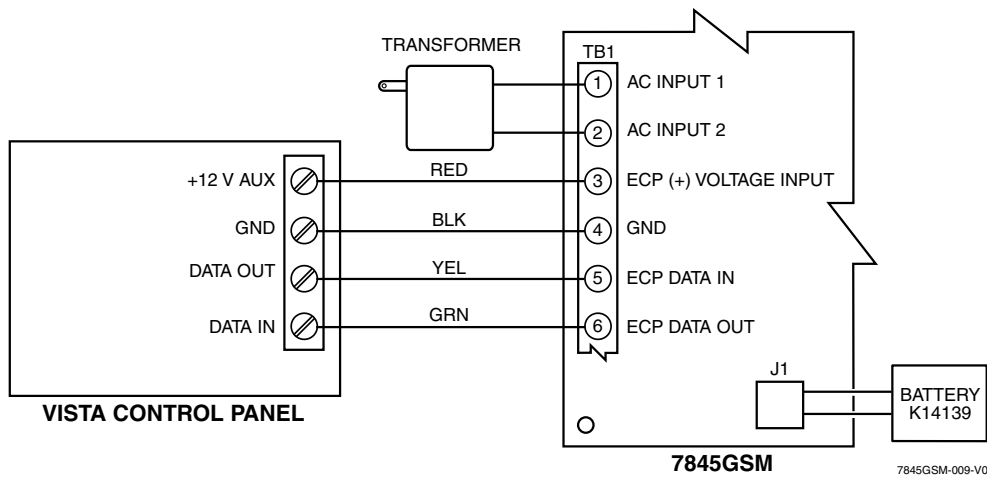 TRANSFORMER
TB1
1 AC INPUT 1
2 AC INPUT 2
+12 V AUX RED 3 ECP (+) VOLTAGE INPUT
GND BLK 4 GND
DATA OUT YEL 5 ECP DATA IN
DATA IN GRN 6 ECP DATA OUT
J1
BATTERY
K14139
VISTA CONTROL PANEL
7845GSM
7845GSM-009-V0